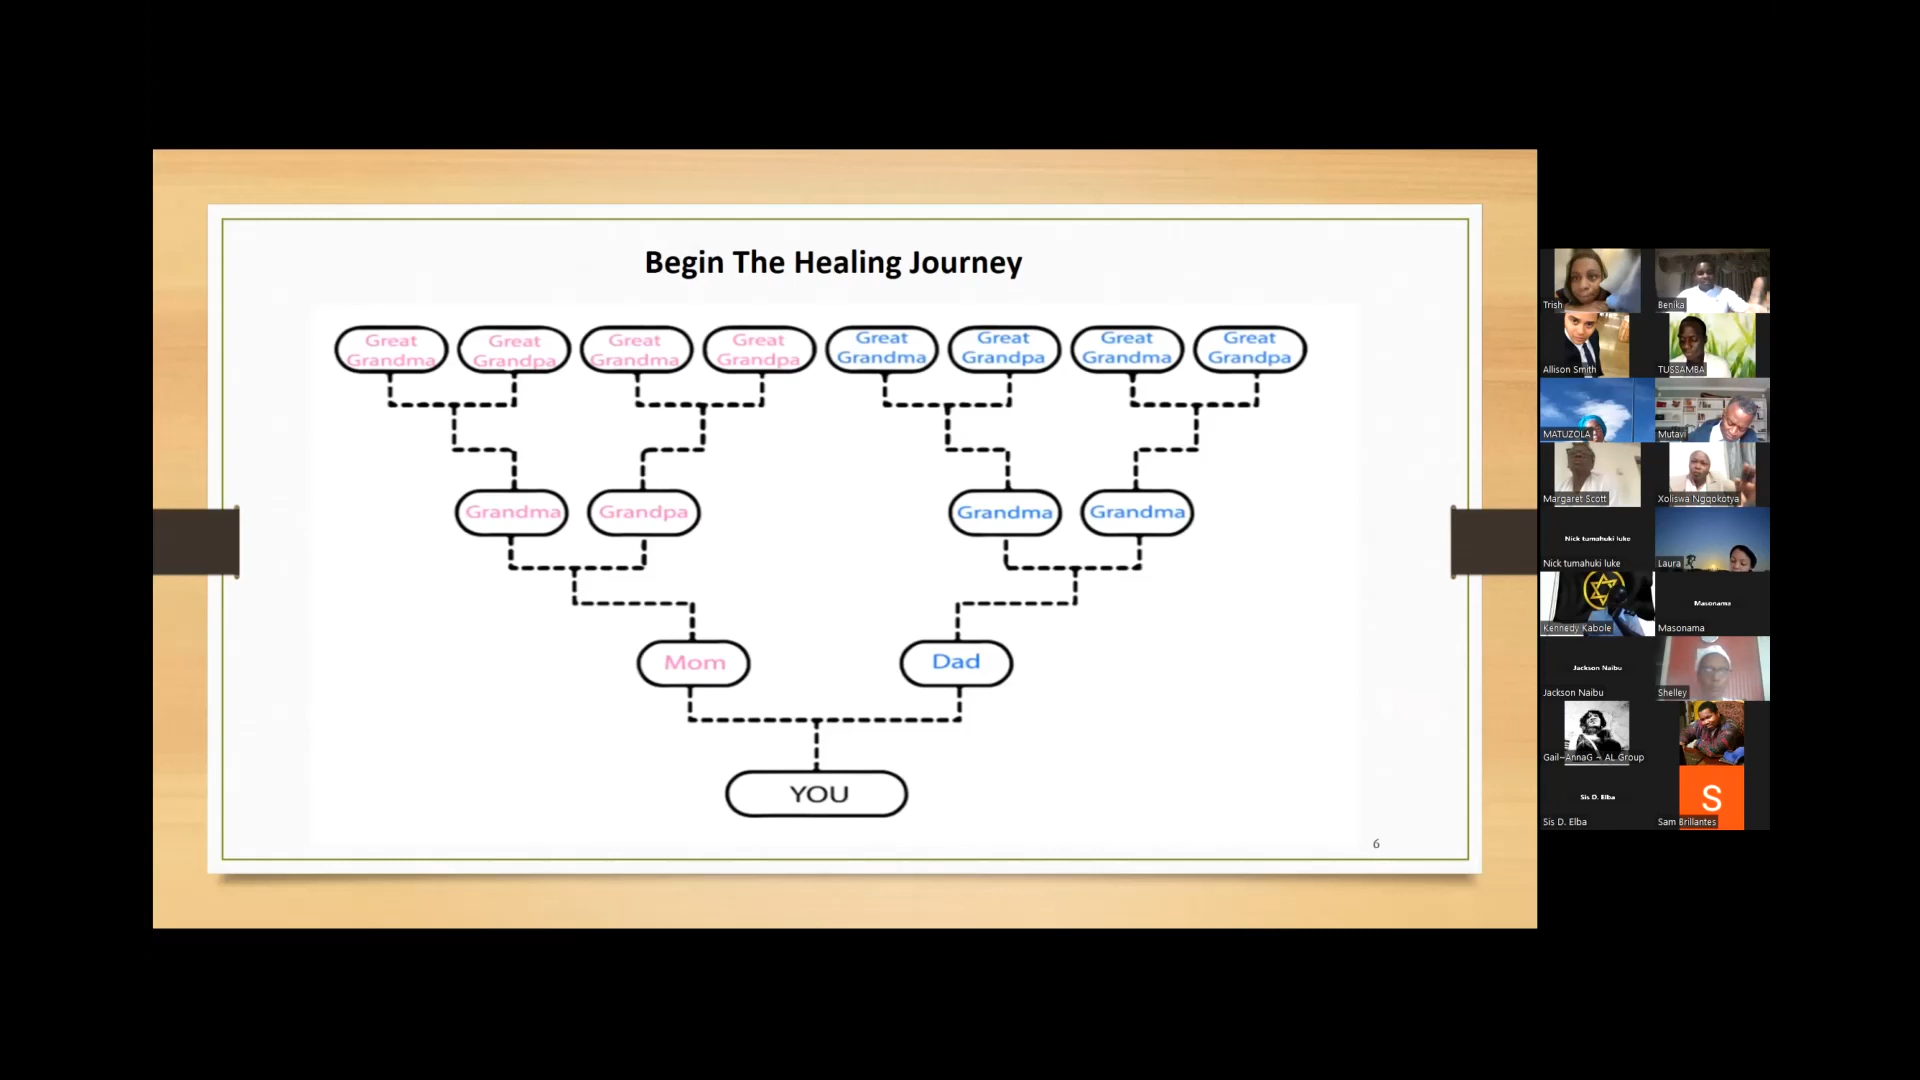 Begin The Healing Journey
Great Grandma
Great Grandpa
Great Grandma
Great Grandpa
Great Grandma
Great Grandpa
Great Grandma
Great Grandpa
Grandma
Grandpa
Grandma
Grandma
Mom
Dad
YOU
6
Trish
Benika
Allison Smith
TUSSAMBA
MATUZOLA
Mutavi
Margaret Scott
Xoliswa Ngqokotya
Nick tumahuki luke
Nick tumahuki luke
Laura
Kennedy Kabole
Masonama
Masonama
Jackson Naibu
Jackson Naibu
Shelley
Gail~AnnaG ~ AL Group
Sis D. Elba
Sis D. Elba
S
Sam Brillantes